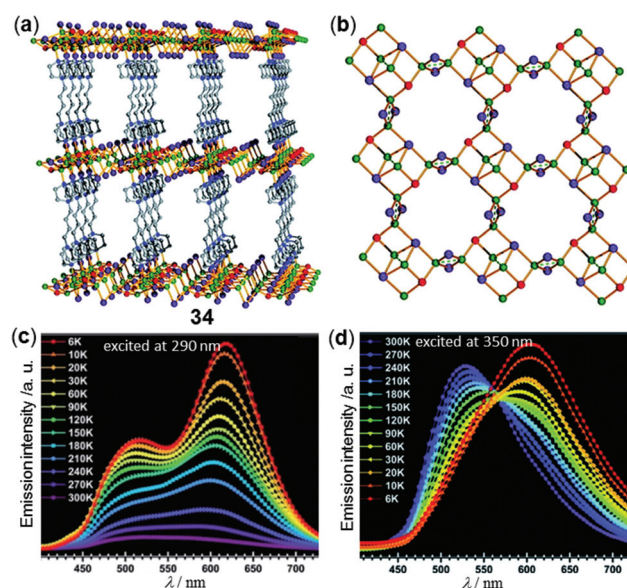 (a)
(b)
34
(c)
excited at 290 nm
6K
10K
20K
30K
60K
90K
120K
150K
180K
210K
240K
270K
300K
Emission intensity /a. u.
450 500 550 600 650 700
λ / nm
(d)
excited at 350 nm
300K
270K
240K
210K
180K
150K
120K
90K
60K
30K
20K
10K
6K
Emission intensity/a. u.
450 500 550 600 650 700
λ / nm